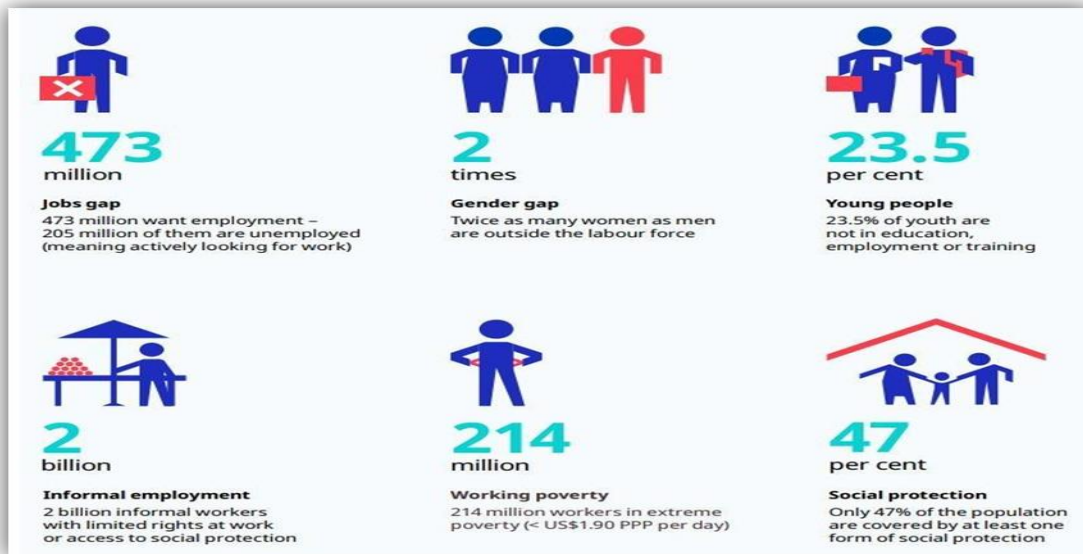 473
million
Jobs gap
473 million want employment –
205 million of them are unemployed
(meaning actively looking for work)
2
times
Gender gap
Twice as many women as men
are outside the labour force
23.5
per cent
Young people
23.5% of youth are
not in education,
employment or training
2
billion
Informal employment
2 billion informal workers
with limited rights at work
or access to social protection
214
million
Working poverty
214 million workers in extreme
poverty (< US$1.90 PPP per day)
47
per cent
Social protection
Only 47% of the population
are covered by at least one
form of social protection